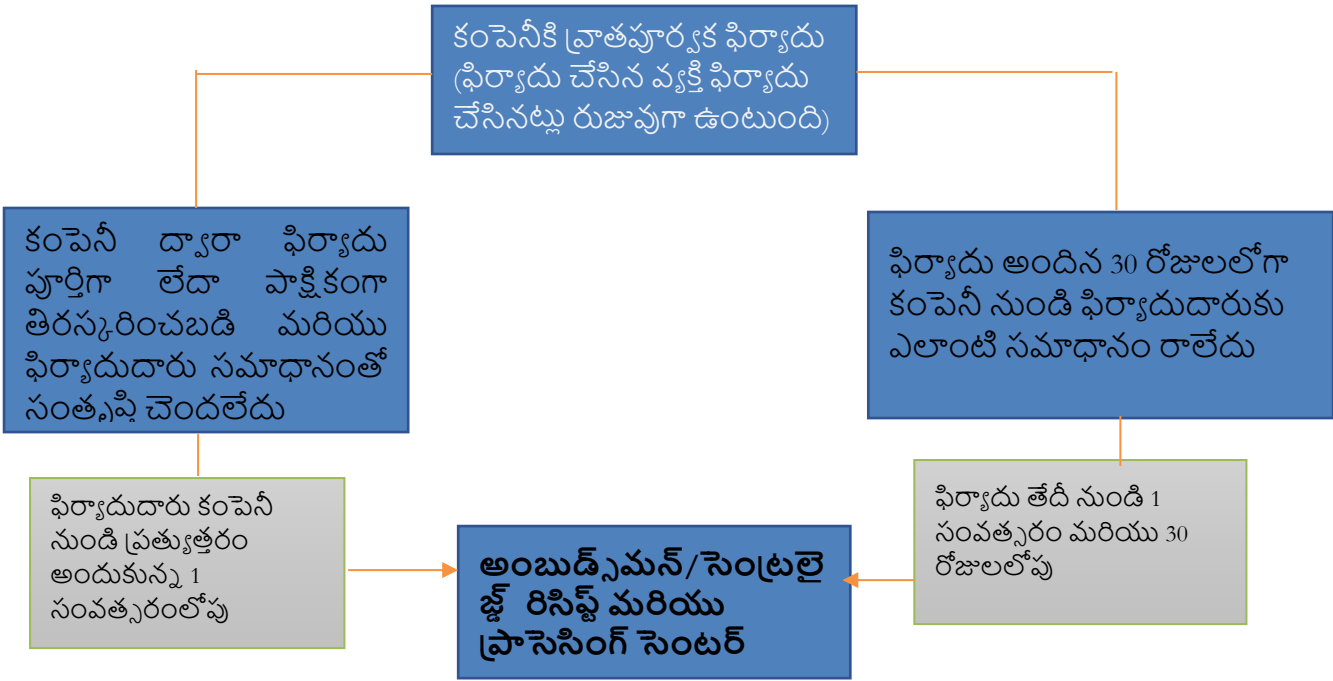 కంపెనీకి వ్రాతపూర్వక ఫిర్యాదు
(ఫిర్యాదు చేసిన వ్యక్తి ఫిర్యాదు
చేసినట్లు రుజువుగా ఉంటుంది)
కంపెనీ ద్వారా ఫిర్యాదు
పూర్తిగా లేదా పాక్షికంగా
తిరస్కరించబడి మరియు
ఫిర్యాదుదారు సమాధానంతో
సంతృప్తి చెందలేదు
ఫిర్యాదు అందిన 30 రోజులలోగా
కంపెనీ నుండి ఫిర్యాదుదారుకు
ఎలాంటి సమాధానం రాలేదు
ఫిర్యాదుదారు కంపెనీ
నుండి ప్రత్యుత్తరం
అందుకున్న 1
సంవత్సరంలోపు
అంబుడ్స్‌మన్/సెంట్రలై
జ్డ్ రిసిప్ట్ మరియు
ప్రాసెసింగ్ సెంటర్
ఫిర్యాదు తేదీ నుండి 1
సంవత్సరం మరియు 30
రోజులలోపు